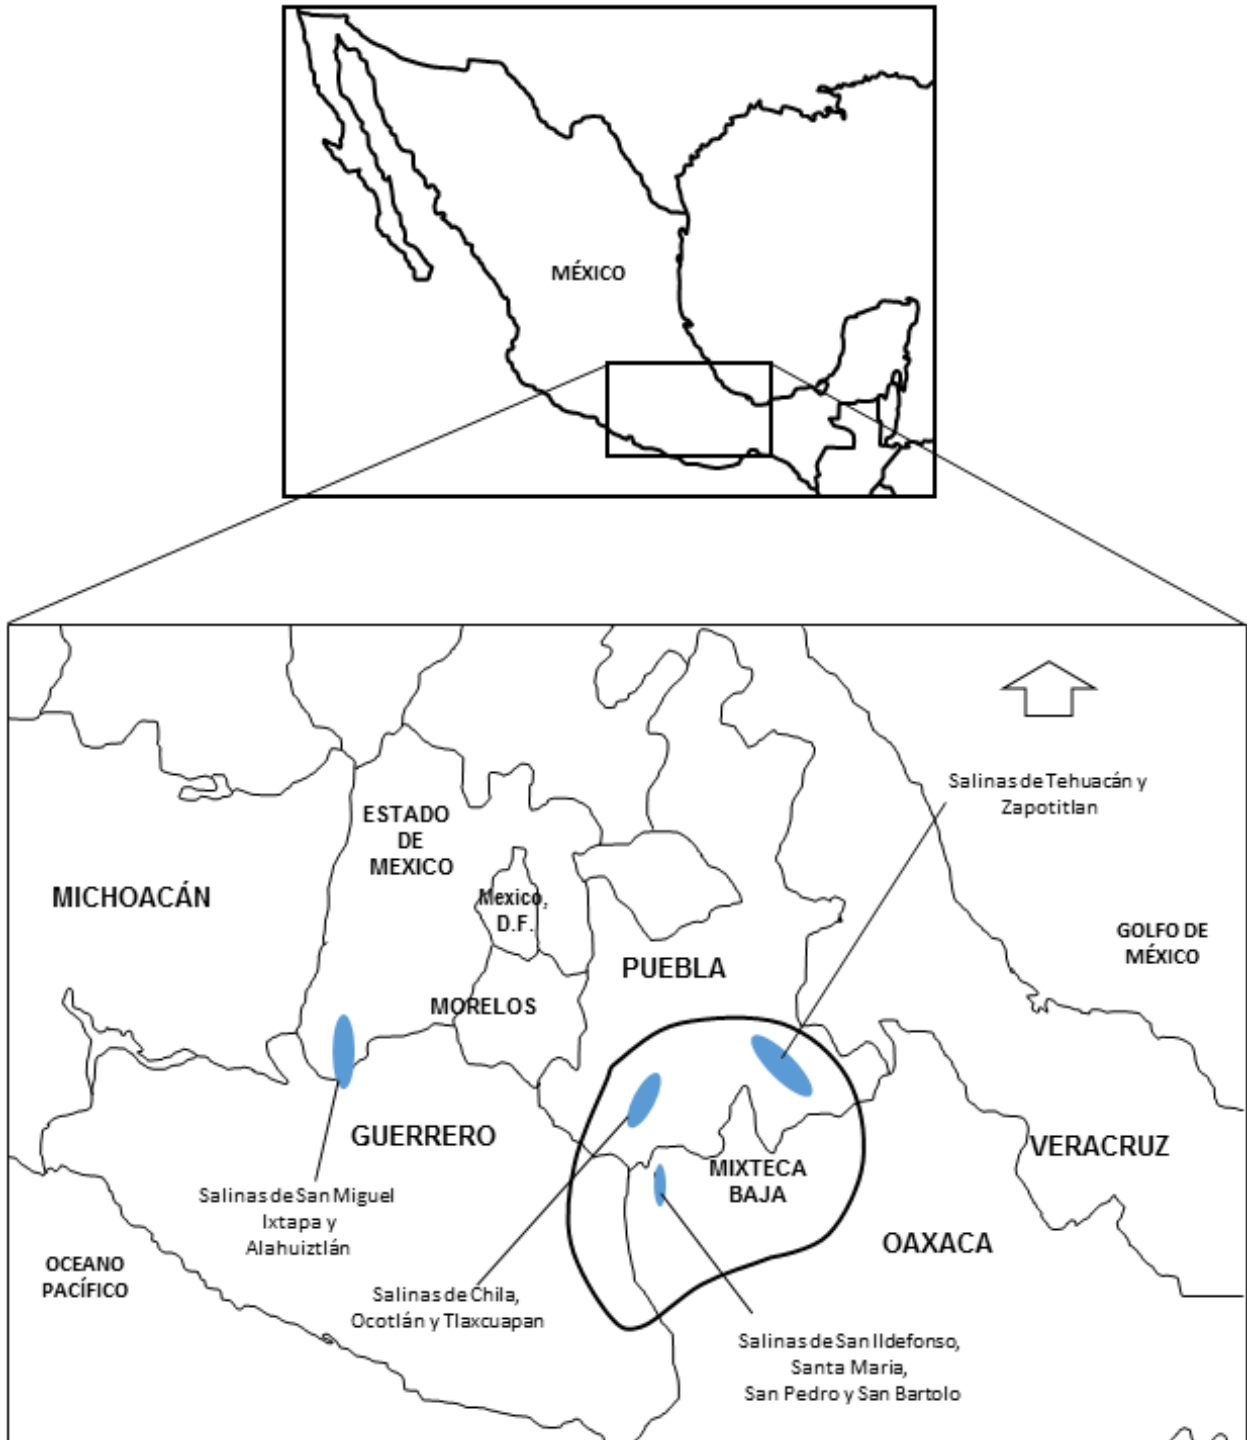 MÉXICO
Salinas de Tehuacán y
Zapotitlan
ESTADO
DE
MEXICO
MICHOACÁN
Mexico,
D.F.
GOLFO DE
MÉXICO
PUEBLA
MORELOS
GUERRERO
VERACRUZ
MIXTECA
BAJA
Salinas de San Miguel
Ixtapa y
Alahuiztlán
OAXACA
OCEANO
PACÍFICO
Salinas de Chila,
Ocotlán y Tlaxcuapan
Salinas de San Ildefonso,
Santa Maria,
San Pedro y San Bartolo